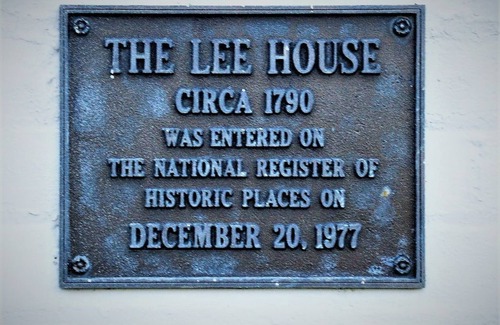 THE LEE HOUSE
CIRCA 1790
WAS ENTERED ON
THE NATIONAL REGISTER OF
HISTORIC PLACES ON
DECEMBER 20, 1977